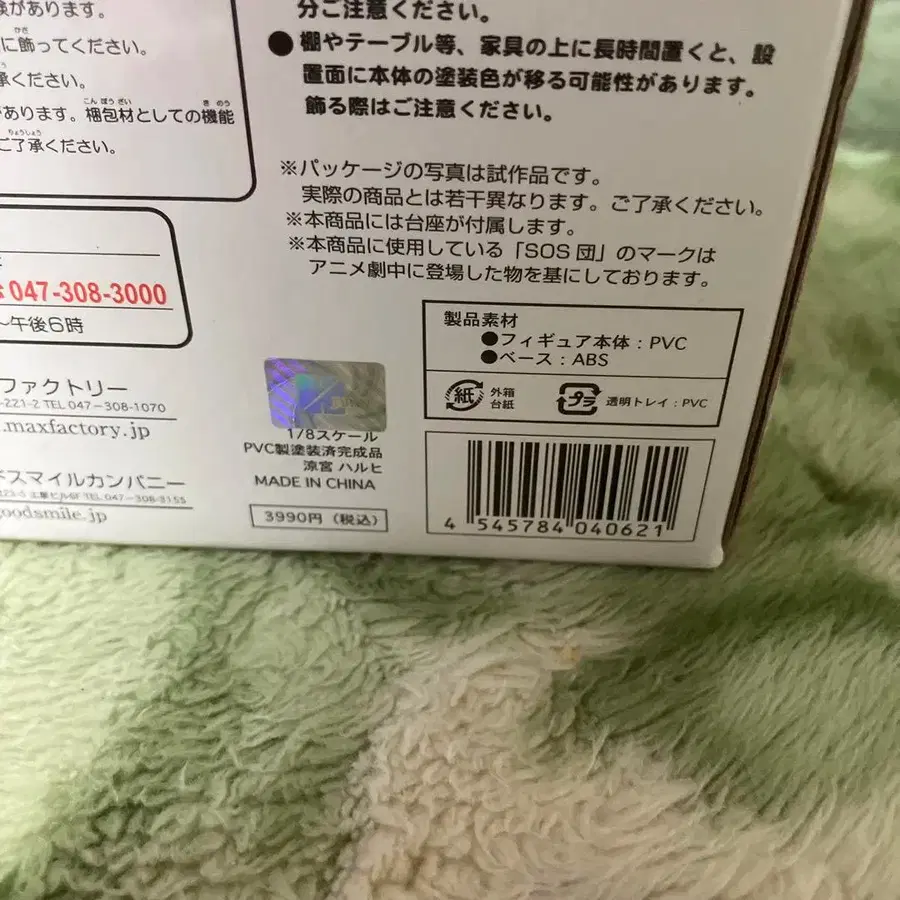 険があります。
に飾ってください。
承ください。
があります。梱包材としての機能
ご了承ください。
分ご注意ください。
●棚やテーブル等、家具の上に長時間置くと、設
置面に本体の塗装色が移る可能性があります。
飾る際はご注意ください。
※パッケージの写真は試作品です。
実際の商品とは若干異なります。ご了承ください。
※本商品には台座が付属します。
※本商品に使用している「SOS団」のマークは
アニメ劇中に登場した物を基にしております。
047-308-3000
～午後6時
ファクトリー
-221-2 TEL 047-308-1070
.maxfactory.jp
スマイルカンパニー
TEL 047-308-3155
goodsmile.jp
1/8スケール
PVC製塗装済完成品
涼宮 ハルヒ
MADE IN CHINA
3990円（税込）
製品素材
●フィギュア本体：PVC
●ベース：ABS
紙 外箱
台紙
プラ 透明トレイ：PVC
4 545784 040621